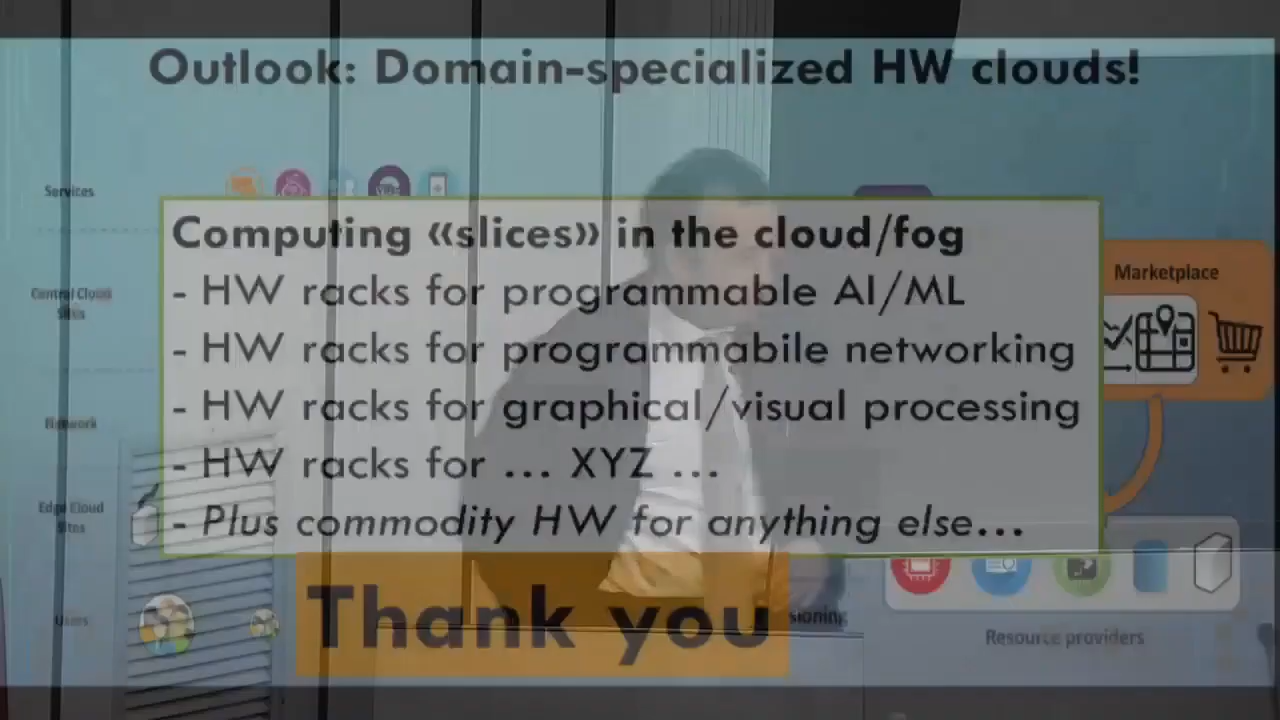 Outlook: Domain-specialized HW clouds!
Services
Computing «slices» in the cloud/fog
- HW racks for programmable AI/ML
Central Cloud
Sites
Marketplace
- HW racks for programmabile networking
- HW racks for graphical/visual processing
Network
- HW racks for ... XYZ ...
Edge Cloud
Sites
- Plus commodity HW for anything else...
Thank you
sioning
Users
Resource providers